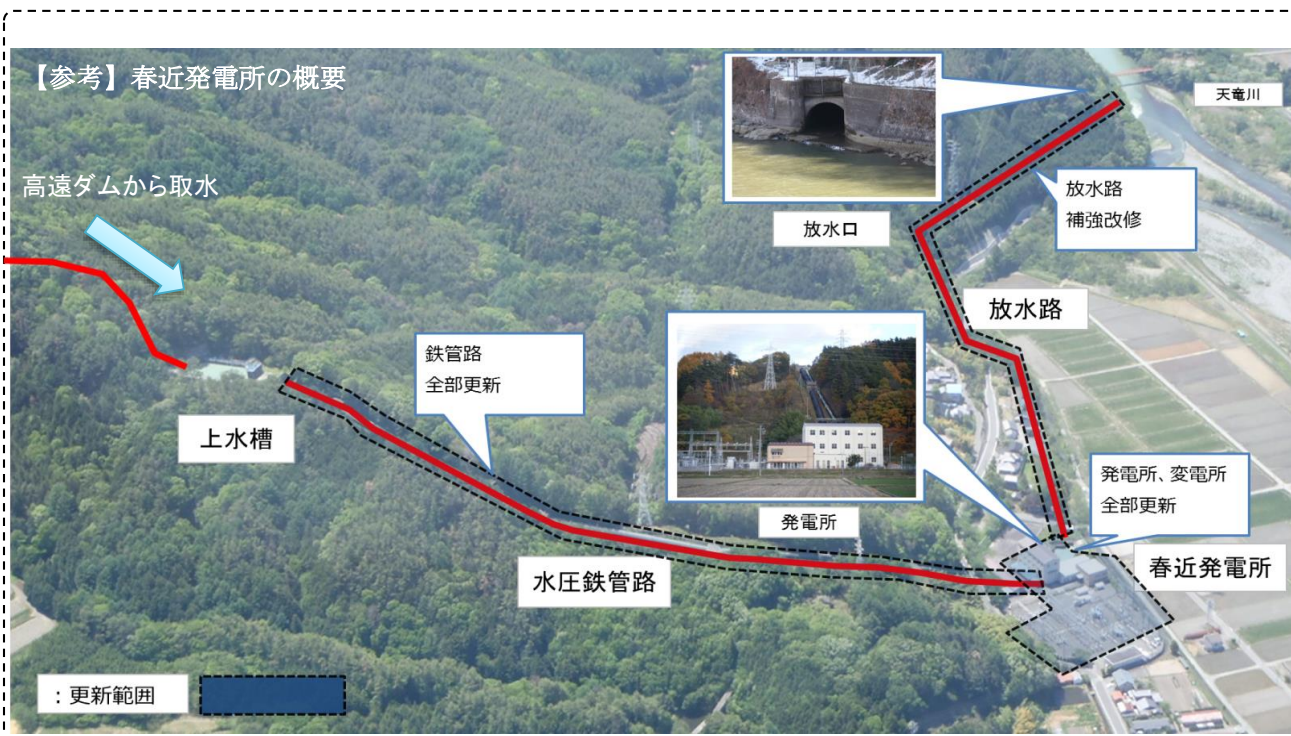 【参考】春近発電所の概要
高遠ダムから取水
天竜川
放水口
放水路
補強改修
放水路
鉄管路
全部更新
上水槽
発電所
発電所、変電所
全部更新
水圧鉄管路
春近発電所
：更新範囲